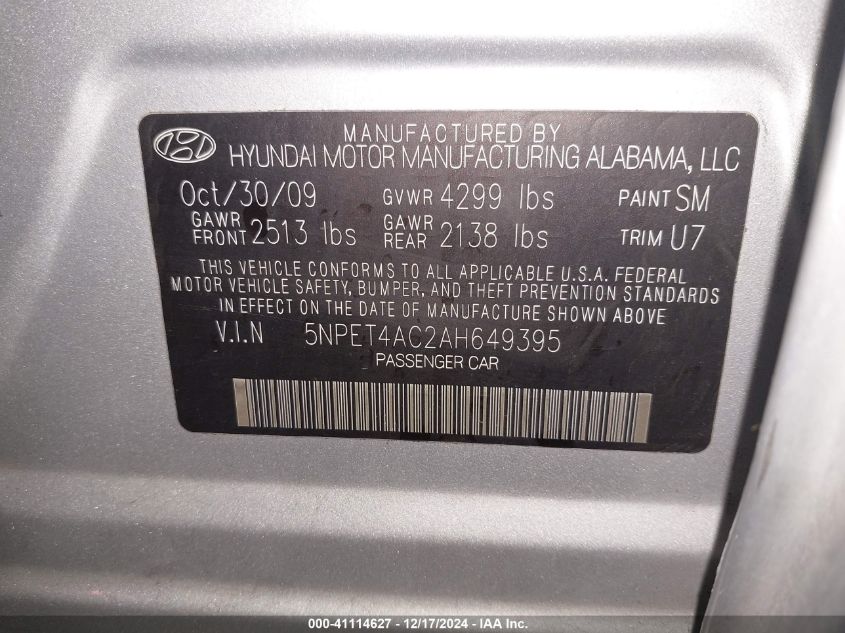 MANUFACTURED BY
HYUNDAI MOTOR MANUFACTURING ALABAMA, LLC
Oct/30/09 GVWR 4299 lbs PAINT SM
GAWR FRONT 2513 lbs GAWR REAR 2138 lbs TRIM U7
THIS VEHICLE CONFORMS TO ALL APPLICABLE U.S.A. FEDERAL
MOTOR VEHICLE SAFETY, BUMPER, AND THEFT PREVENTION STANDARDS
IN EFFECT ON THE DATE OF MANUFACTURE SHOWN ABOVE
V.I.N 5NPET4AC2AH649395
PASSENGER CAR
000-41114627 - 12/17/2024 - IAA Inc.